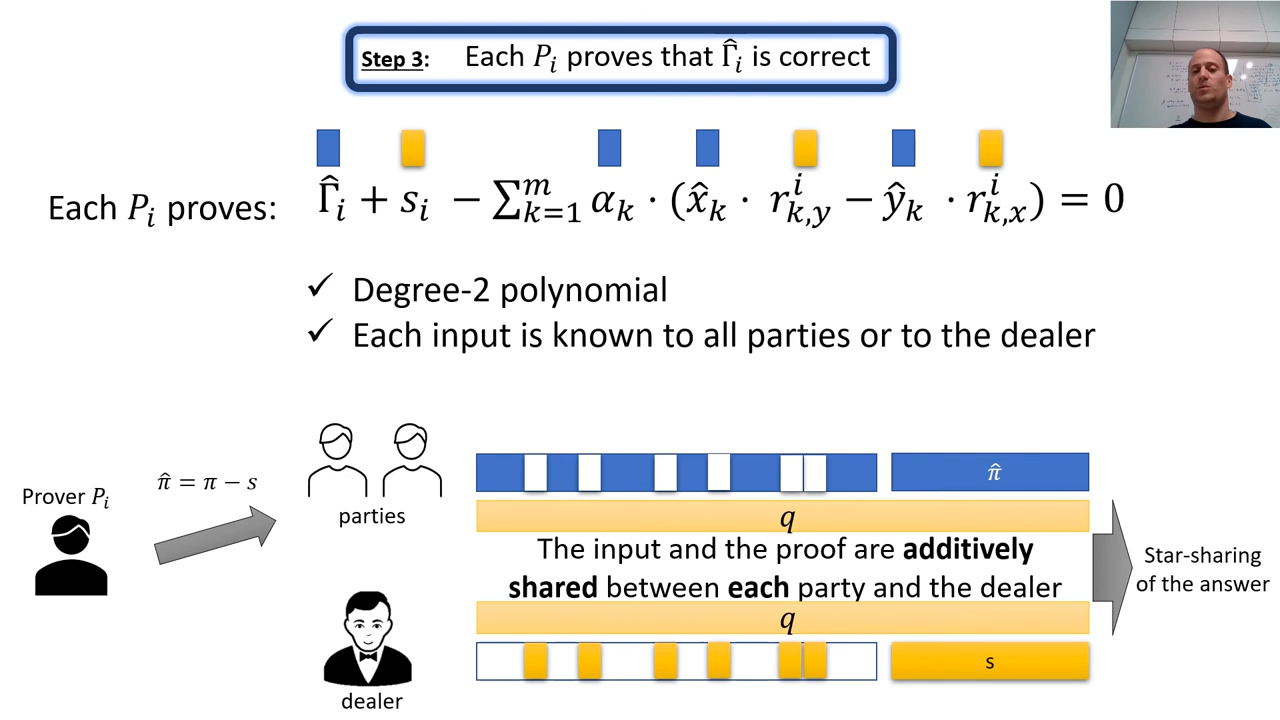 Step 3: Each P_i proves that Γ̂_i is correct
Each P_i proves: Γ̂_i + s_i − ∑_{k=1}^{m} α_k · (x̂_k · r^i_{k,y} − ŷ_k · r^i_{k,x}) = 0
✓ Degree-2 polynomial
✓ Each input is known to all parties or to the dealer
Prover P_i
π̂ = π − s
parties
π̂
q
The input and the proof are additively
shared between each party and the dealer
q
s
dealer
Star-sharing
of the answer